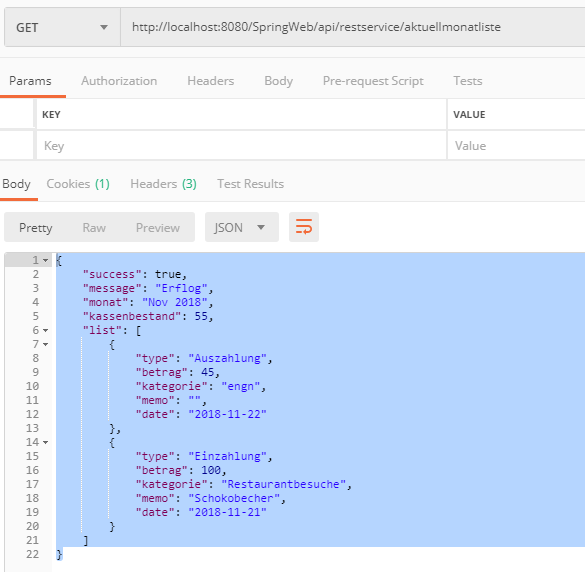 GET http://localhost:8080/SpringWeb/api/restservice/aktuellmonatliste
Params Authorization Headers Body Pre-request Script Tests
KEY VALUE
Key Value
Body Cookies (1) Headers (3) Test Results
Pretty Raw Preview JSON
1 {
2 "success": true,
3 "message": "Erflog",
4 "monat": "Nov 2018",
5 "kassenbestand": 55,
6 "list": [
7 {
8 "type": "Auszahlung",
9 "betrag": 45,
10 "kategorie": "engn",
11 "memo": "",
12 "date": "2018-11-22"
13 },
14 {
15 "type": "Einzahlung",
16 "betrag": 100,
17 "kategorie": "Restaurantbesuche",
18 "memo": "Schokobecher",
19 "date": "2018-11-21"
20 }
21 ]
22 }